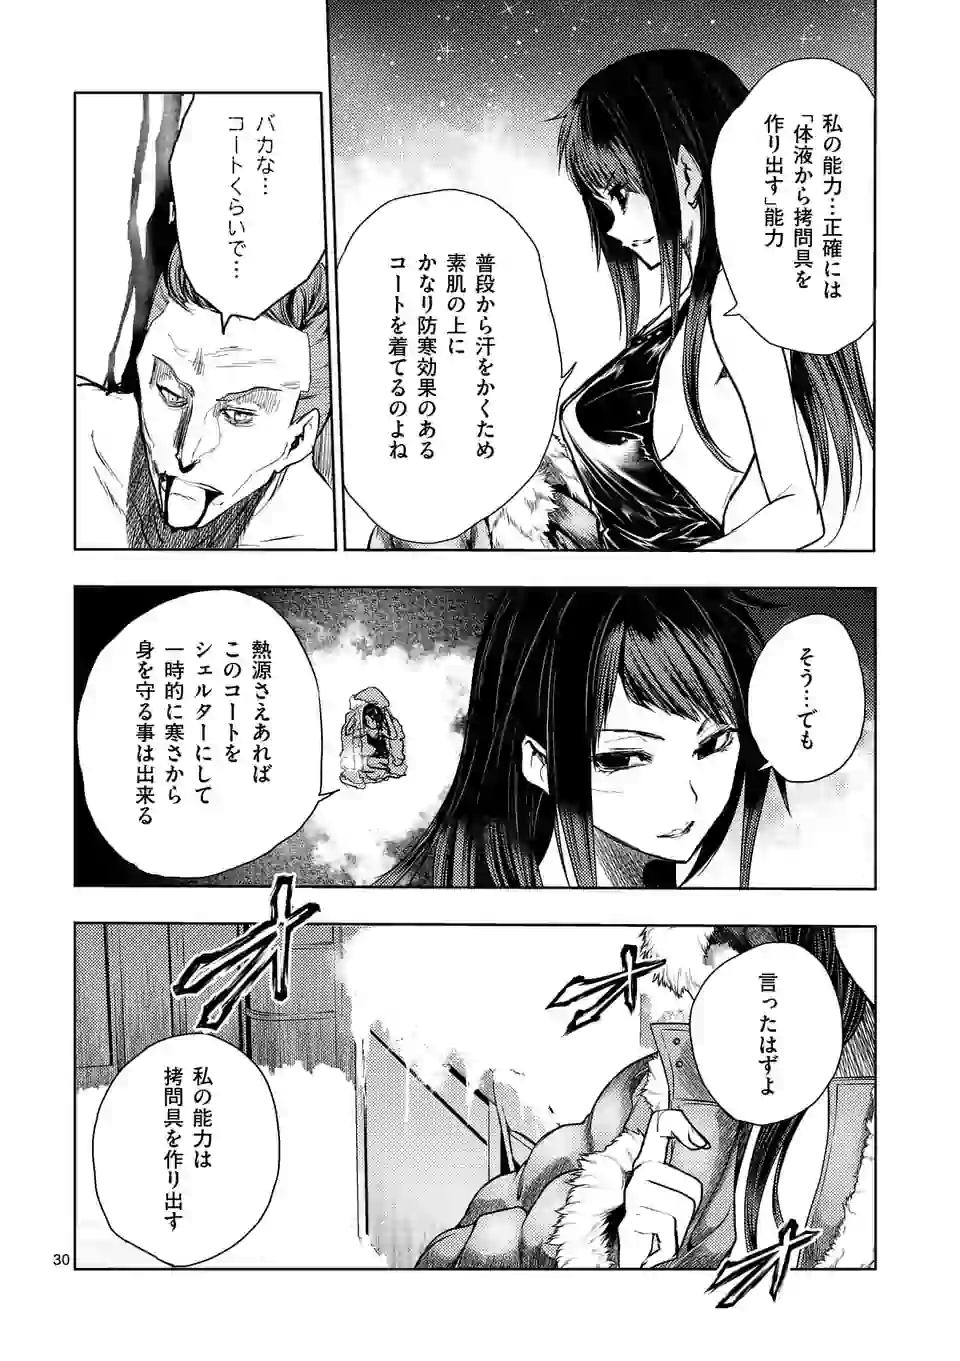 私の能力…正確には
「体液から拷問具を
作り出す」能力
普段から汗をかくため
素肌の上に
かなり防寒効果のある
コートを着てるのよね
バカな…
コートくらいで…
そう…でも
熱源さえあれば
このコートを
シェルターにして
一時的に寒さから
身を守る事は出来る
言ったはずよ
私の能力は
拷問具を作り出す
30